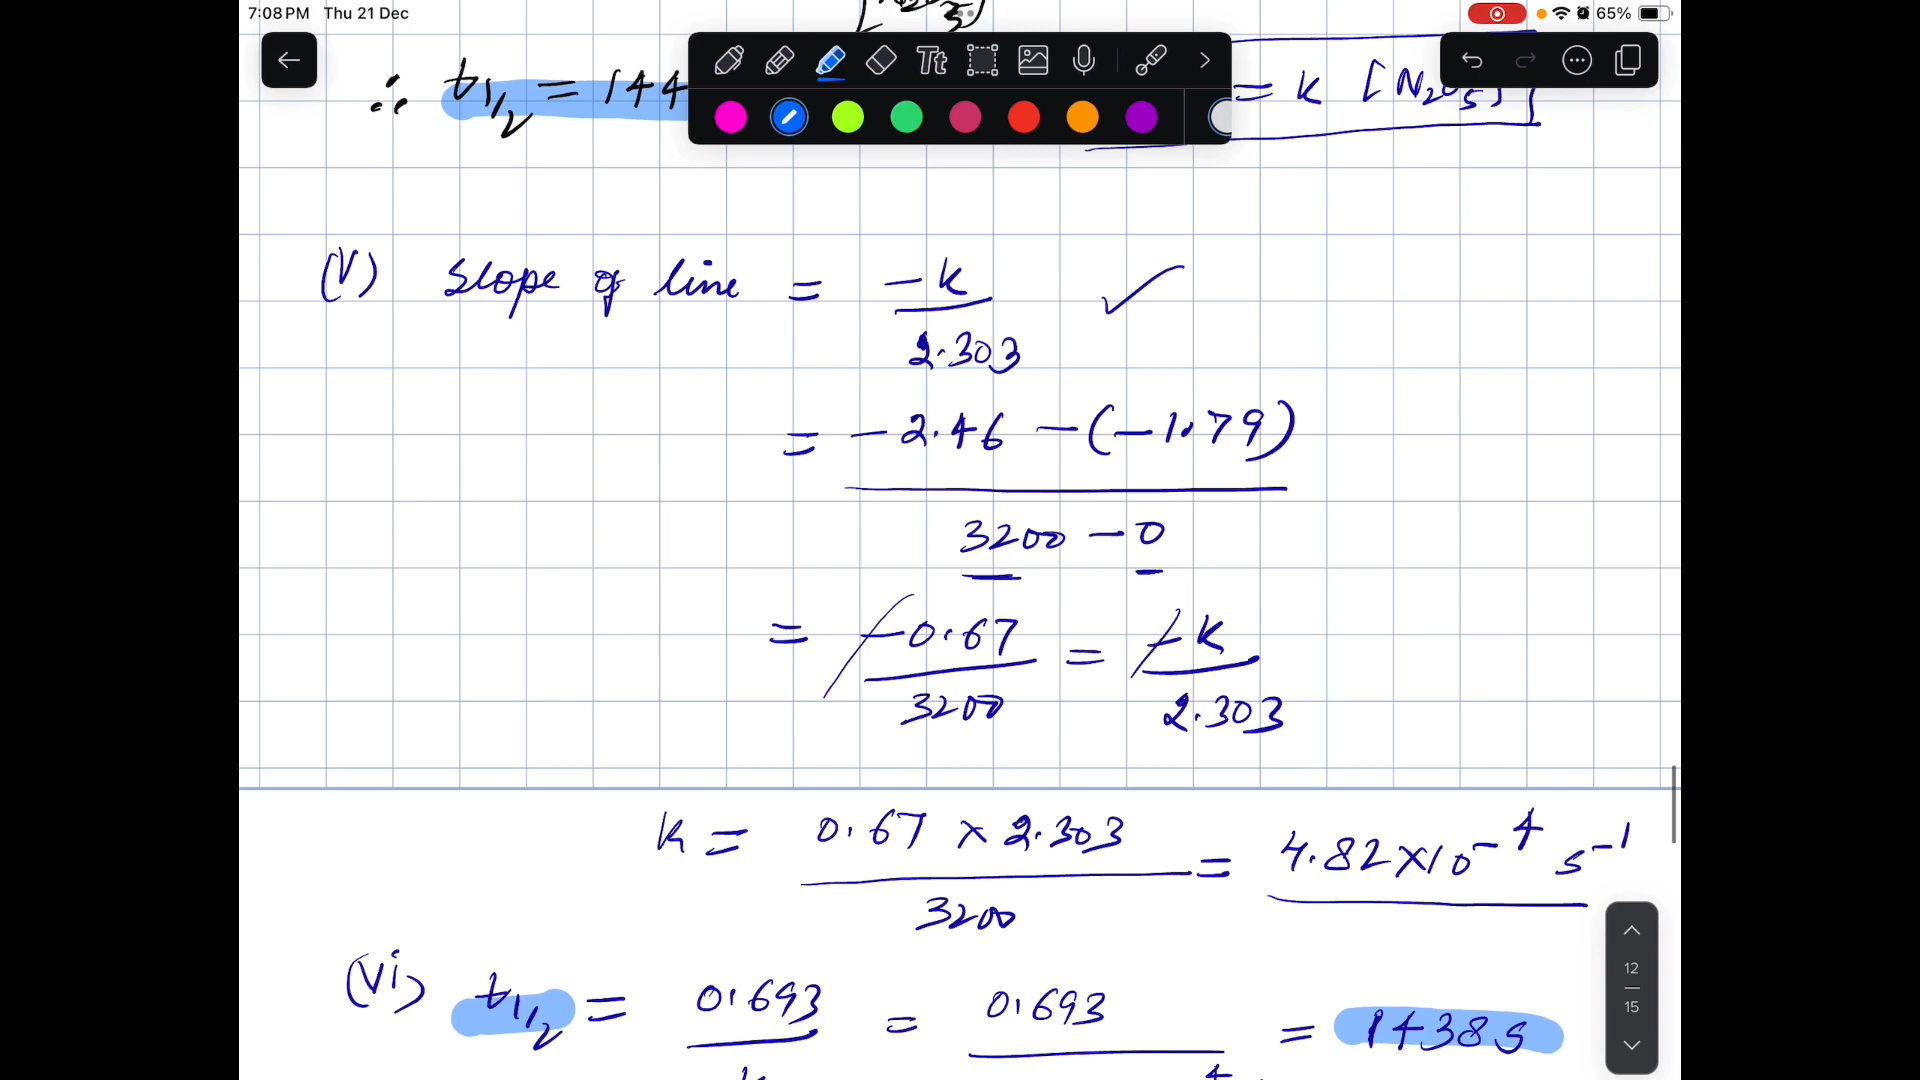 7:08 PM Thu 21 Dec
65%
Tt
∴ t1/2 = 144
= k [N2O5]
(V) Slope of line = -k / 2.303 ✓
= -2.46 - (-1.79) / 3200 - 0
= -0.67 / 3200 = -k / 2.303
k = 0.67 × 2.303 / 3200 = 4.82 × 10^-4 s^-1
(vi) t1/2 = 0.693 / k = 0.693 = 1438 s
12
15